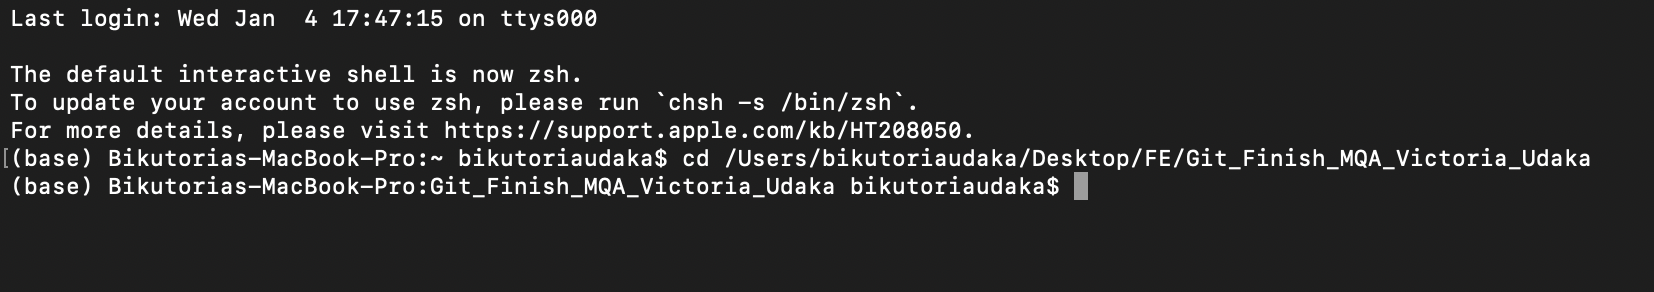 Last login: Wed Jan  4 17:47:15 on ttys000
The default interactive shell is now zsh.
To update your account to use zsh, please run `chsh -s /bin/zsh`.
For more details, please visit https://support.apple.com/kb/HT208050.
[(base) Bikutorias-MacBook-Pro:~ bikutoriaudaka$ cd /Users/bikutoriaudaka/Desktop/FE/Git_Finish_MQA_Victoria_Udaka
(base) Bikutorias-MacBook-Pro:Git_Finish_MQA_Victoria_Udaka bikutoriaudaka$